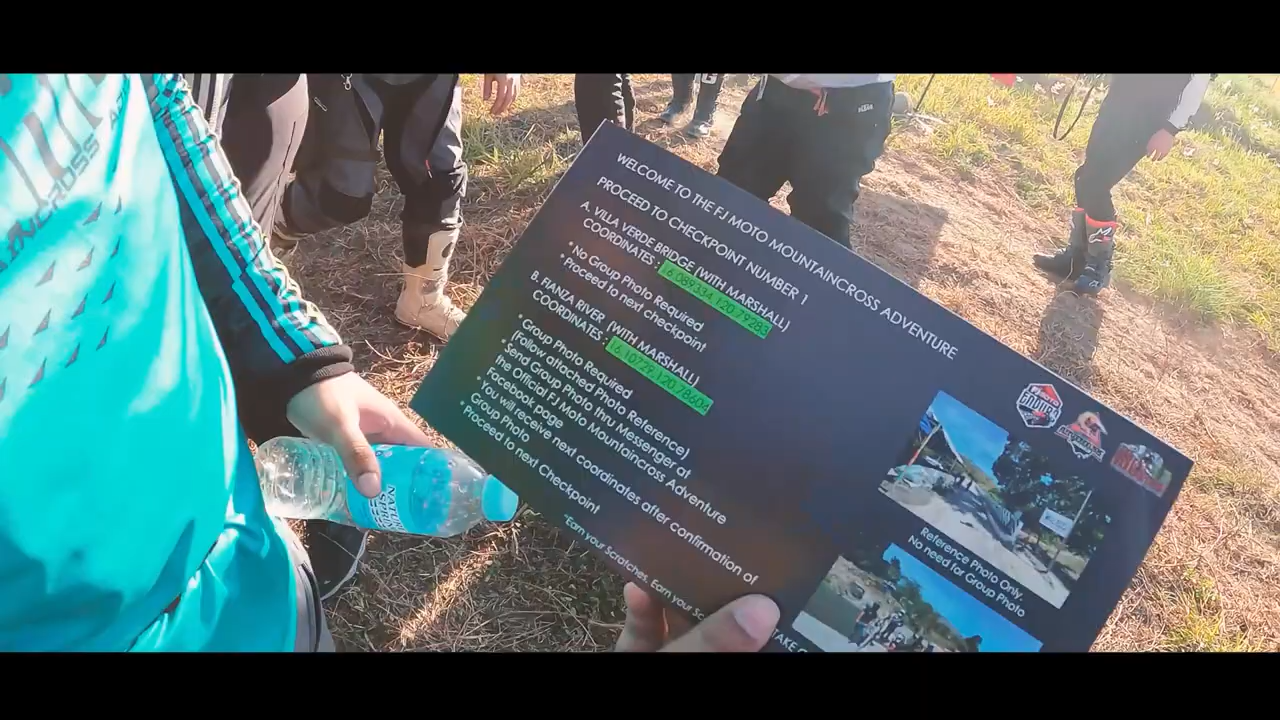 WELCOME TO THE FJ MOTO MOUNTAINCROSS ADVENTURE
PROCEED TO CHECKPOINT NUMBER 1
A. VILLA VERDE BRIDGE (WITH MARSHALL)
COORDINATES : 16.089334,120.79283
*No Group Photo Required
*Proceed to next checkpoint
B. FIANZA RIVER (WITH MARSHALL)
COORDINATES : 16.10729,120.78604
*Group Photo Required
(Follow attached Photo Reference)
*Send Group Photo thru Messenger at
the Official FJ Moto Mountaincross Adventure
Facebook page
*You will receive next coordinates after confirmation of
Group Photo
*Proceed to next Checkpoint
"Earn your Scratches. Earn your
Reference Photo Only.
No need for Group Photo